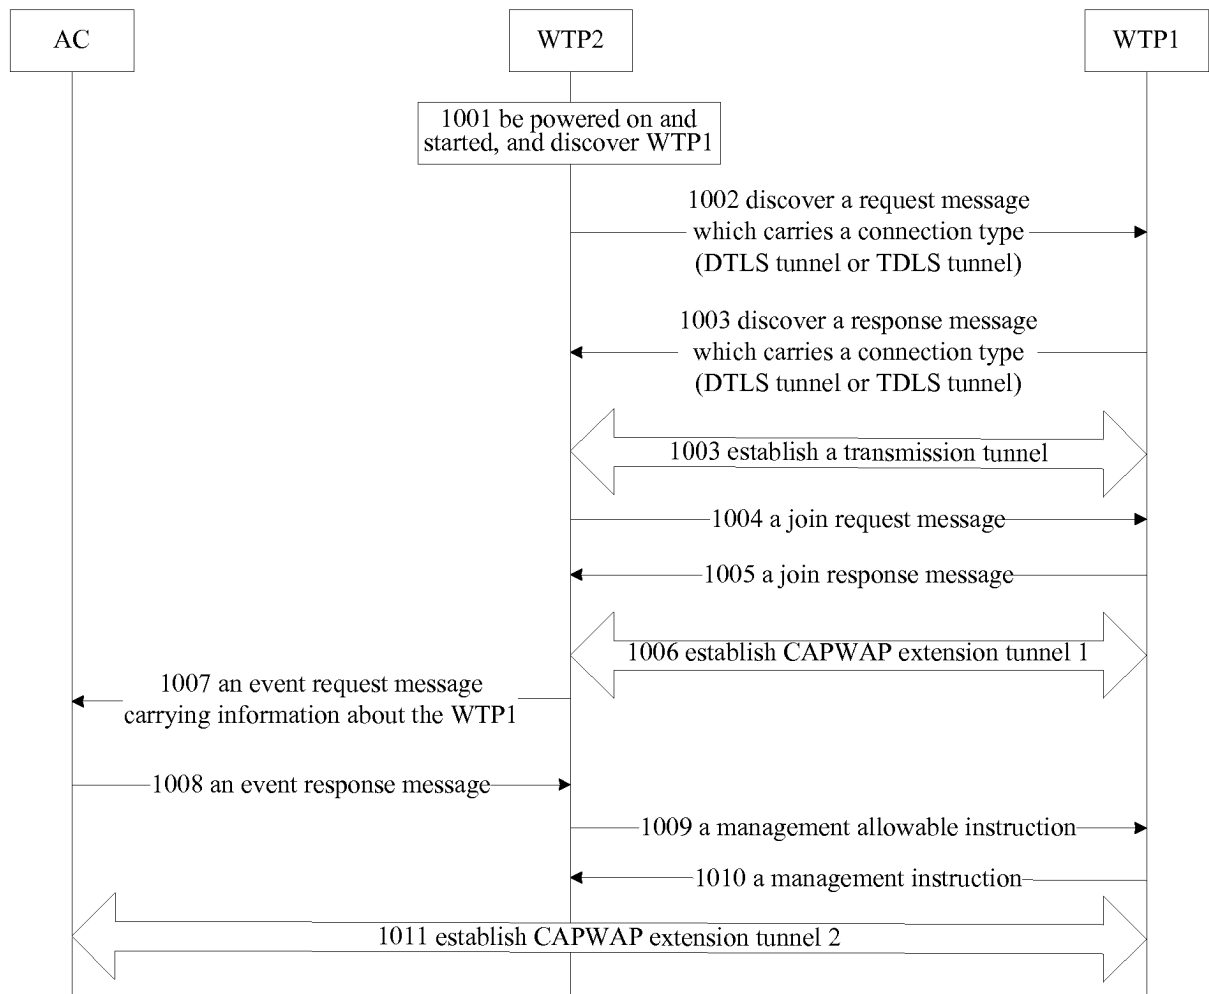 AC
WTP2
WTP1
1001 be powered on and
started, and discover WTP1
1002 discover a request message
which carries a connection type
(DTLS tunnel or TDLS tunnel)
1003 discover a response message
which carries a connection type
(DTLS tunnel or TDLS tunnel)
1003 establish a transmission tunnel
1004 a join request message
1005 a join response message
1006 establish CAPWAP extension tunnel 1
1007 an event request message
carrying information about the WTP1
1008 an event response message
1009 a management allowable instruction
1010 a management instruction
1011 establish CAPWAP extension tunnel 2